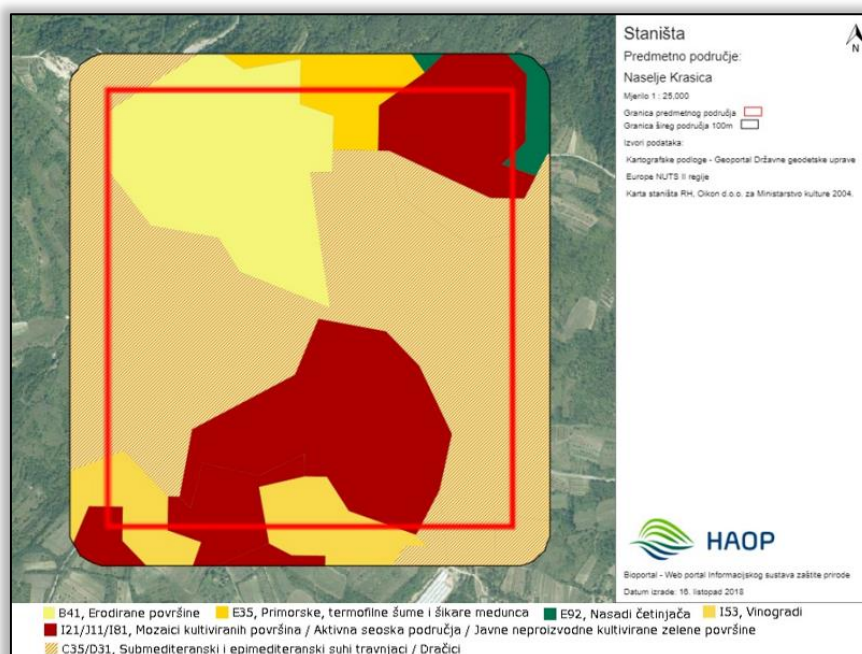 Staništa
N
Predmetno područje:
Naselje Krasica
Mjerilo 1 : 25,000
Granica predmetnog područja
Granica šireg područja 100m
Izvori podataka:
Kartografske podloge - Geoportal Državne geodetske uprave
Europe NUTS II regije
Karta staništa RH, Oikon d.o.o. za Ministarstvo kulture 2004.
HAOP
Bioportal - Web portal Informacijskog sustava zaštite prirode
Datum izrade: 16. listopad 2018
B41, Erodirane površine E35, Primorske, termofilne šume i šikare medunca E92, Nasadi četinjača I53, Vinogradi
I21/J11/I81, Mozaici kultiviranih površina / Aktivna seoska područja / Javne neproizvodne kultivirane zelene površine
C35/D31, Submediteranski i epimediteranski suhi travnjaci / Dračici